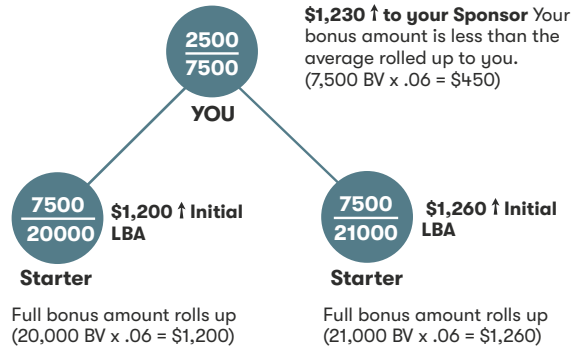 2500
7500
YOU
$1,230 ↑ to your Sponsor Your
bonus amount is less than the
average rolled up to you.
(7,500 BV x .06 = $450)
7500
20000
$1,200 ↑ Initial
LBA
Starter
Full bonus amount rolls up
(20,000 BV x .06 = $1,200)
7500
21000
$1,260 ↑ Initial
LBA
Starter
Full bonus amount rolls up
(21,000 BV x .06 = $1,260)